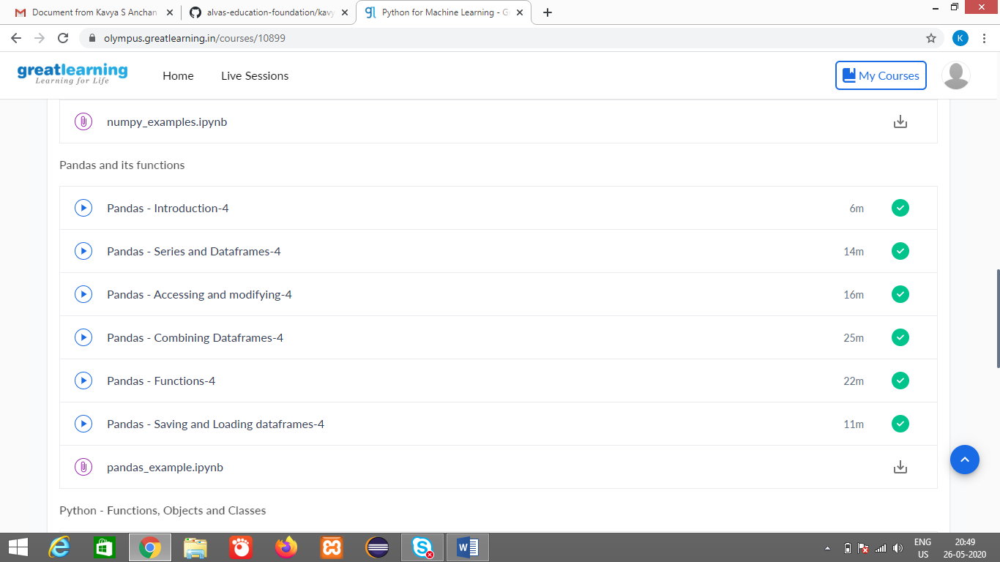 Document from Kavya S Anchan
alvas-education-foundation/kavy
Python for Machine Learning - G
olympus.greatlearning.in/courses/10899
K
greatlearning
Learning for Life
Home
Live Sessions
My Courses
numpy_examples.ipynb
Pandas and its functions
Pandas - Introduction-4 6m
Pandas - Series and Dataframes-4 14m
Pandas - Accessing and modifying-4 16m
Pandas - Combining Dataframes-4 25m
Pandas - Functions-4 22m
Pandas - Saving and Loading dataframes-4 11m
pandas_example.ipynb
Python - Functions, Objects and Classes
ENG 20:49
US 26-05-2020